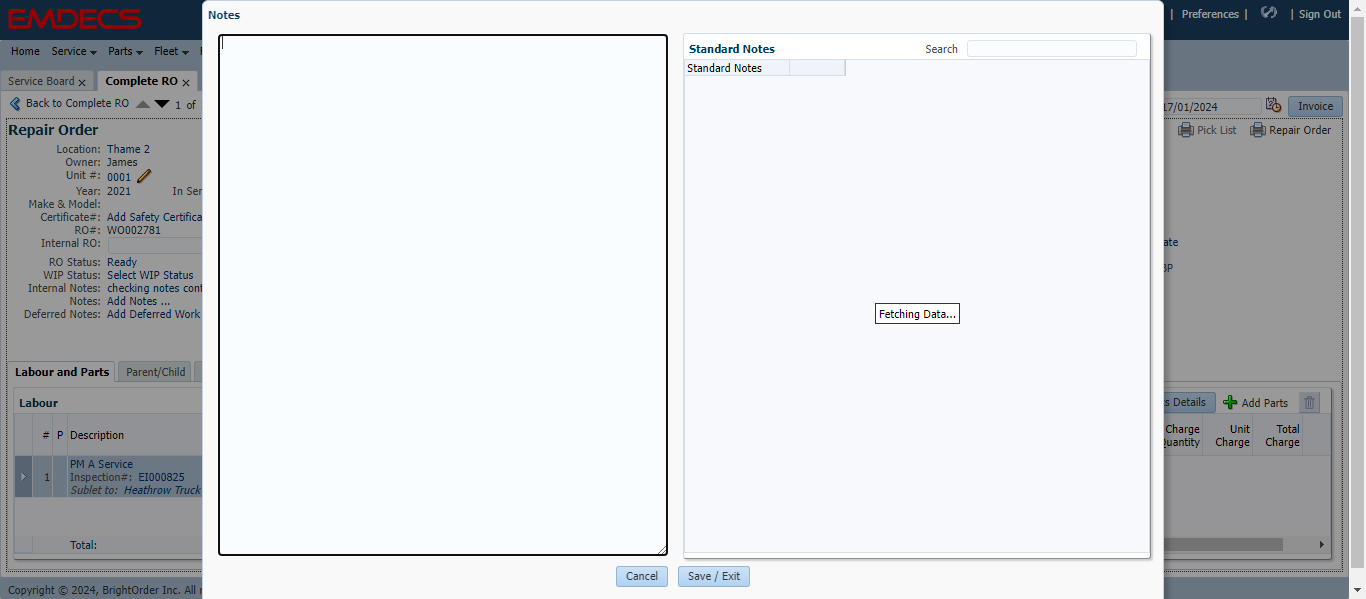 EMDECS
| Preferences | | Sign Out
Home Service Parts Fleet
Service Board x Complete RO x
Back to Complete RO 1 of
17/01/2024 Invoice
Pick List Repair Order
Repair Order
Location: Thame 2
Owner: James
Unit #: 0001
Year: 2021 In Ser
Make & Model:
Certificate#: Add Safety Certifica
RO#: WO002781
Internal RO:
RO Status: Ready
WIP Status: Select WIP Status
Internal Notes: checking notes cont
Notes: Add Notes ...
Deferred Notes: Add Deferred Work
Labour and Parts Parent/Child
Labour
# P Description
PM A Service
1 Inspection#: EI000825
Sublet to: Heathrow Truck
Total:
Copyright © 2024, BrightOrder Inc. All r
Notes
Standard Notes Search
Standard Notes
Fetching Data...
Cancel Save / Exit
ate
BP
s Details Add Parts
Charge Quantity
Unit Charge
Total Charge